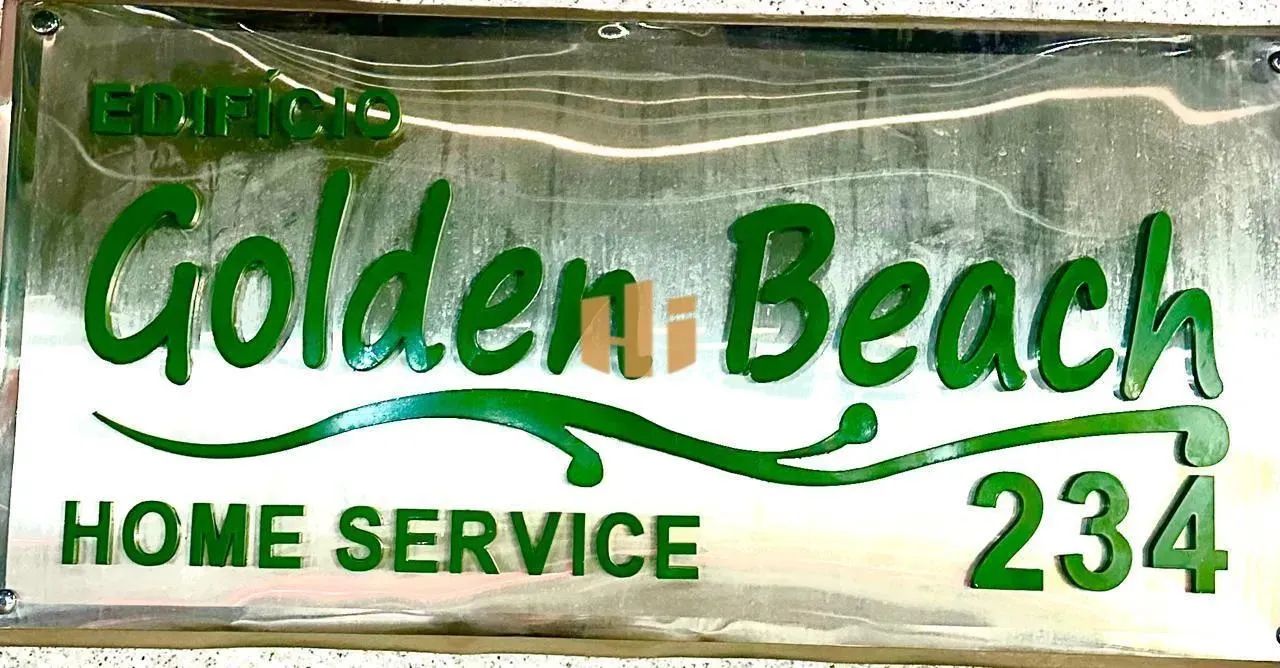 EDIFÍCIO
Golden Beach
HOME SERVICE
234